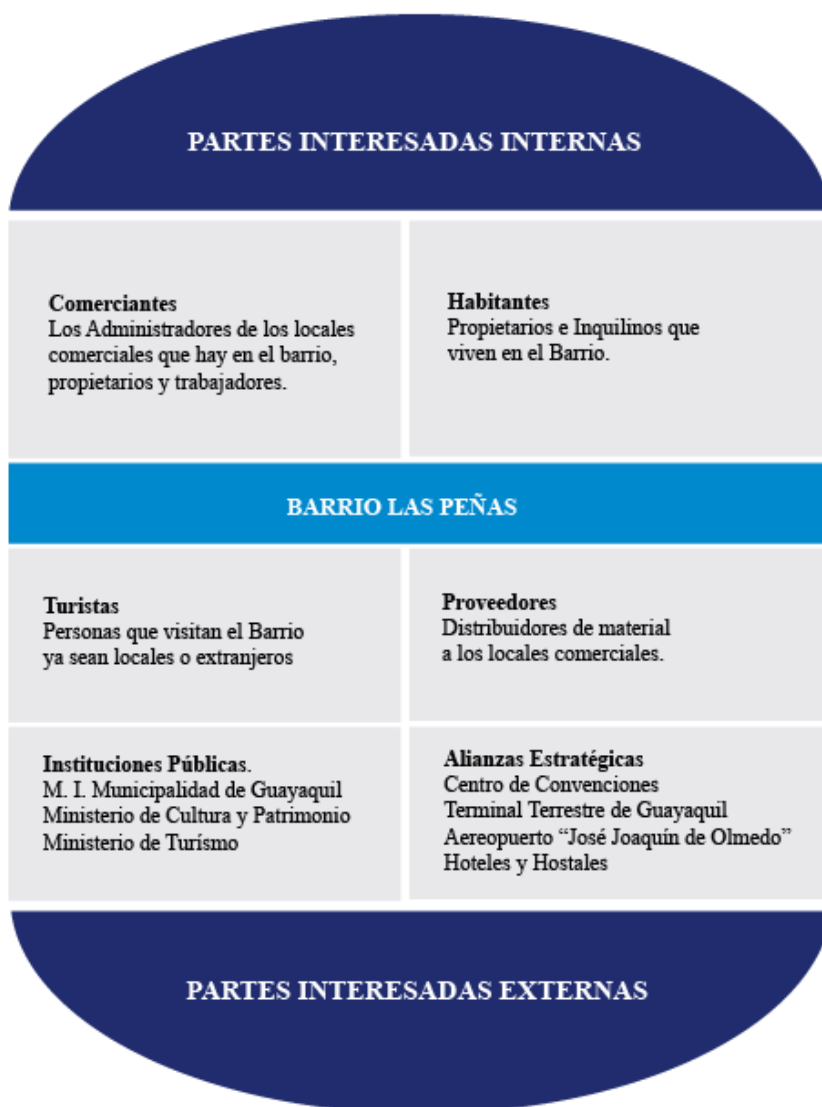 PARTES INTERESADAS INTERNAS
Comerciantes
Los Administradores de los locales
comerciales que hay en el barrio,
propietarios y trabajadores.
Habitantes
Propietarios e Inquilinos que
viven en el Barrio.
BARRIO LAS PEÑAS
Turistas
Personas que visitan el Barrio
ya sean locales o extranjeros
Proveedores
Distribuidores de material
a los locales comerciales.
Instituciones Públicas.
M. I. Municipalidad de Guayaquil
Ministerio de Cultura y Patrimonio
Ministerio de Turísmo
Alianzas Estratégicas
Centro de Convenciones
Terminal Terrestre de Guayaquil
Aereopuerto “José Joaquín de Olmedo”
Hoteles y Hostales
PARTES INTERESADAS EXTERNAS